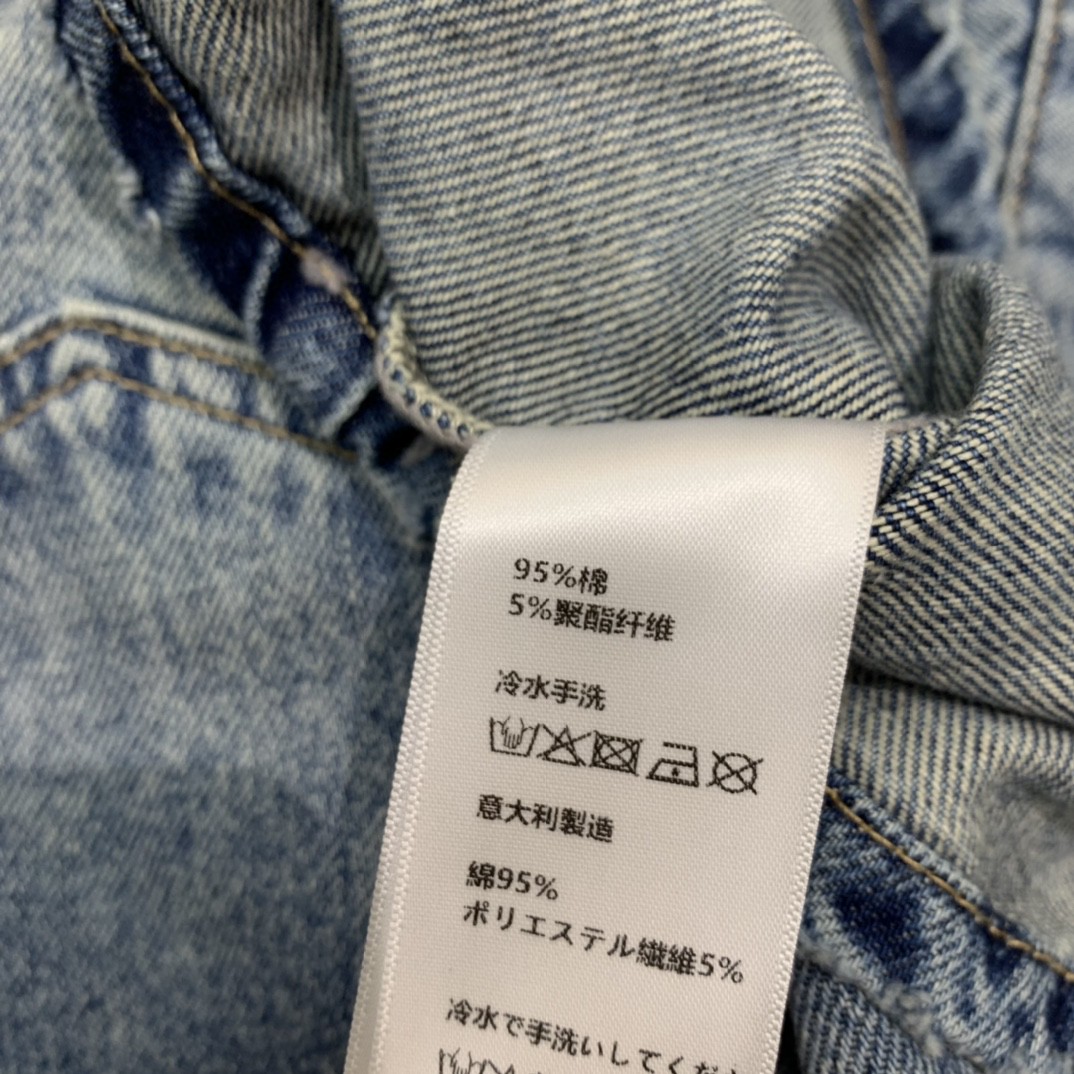 95%棉
5%聚酯纤维
冷水手洗
意大利製造
綿95%
ポリエステル繊維5%
冷水で手洗いしてくだ